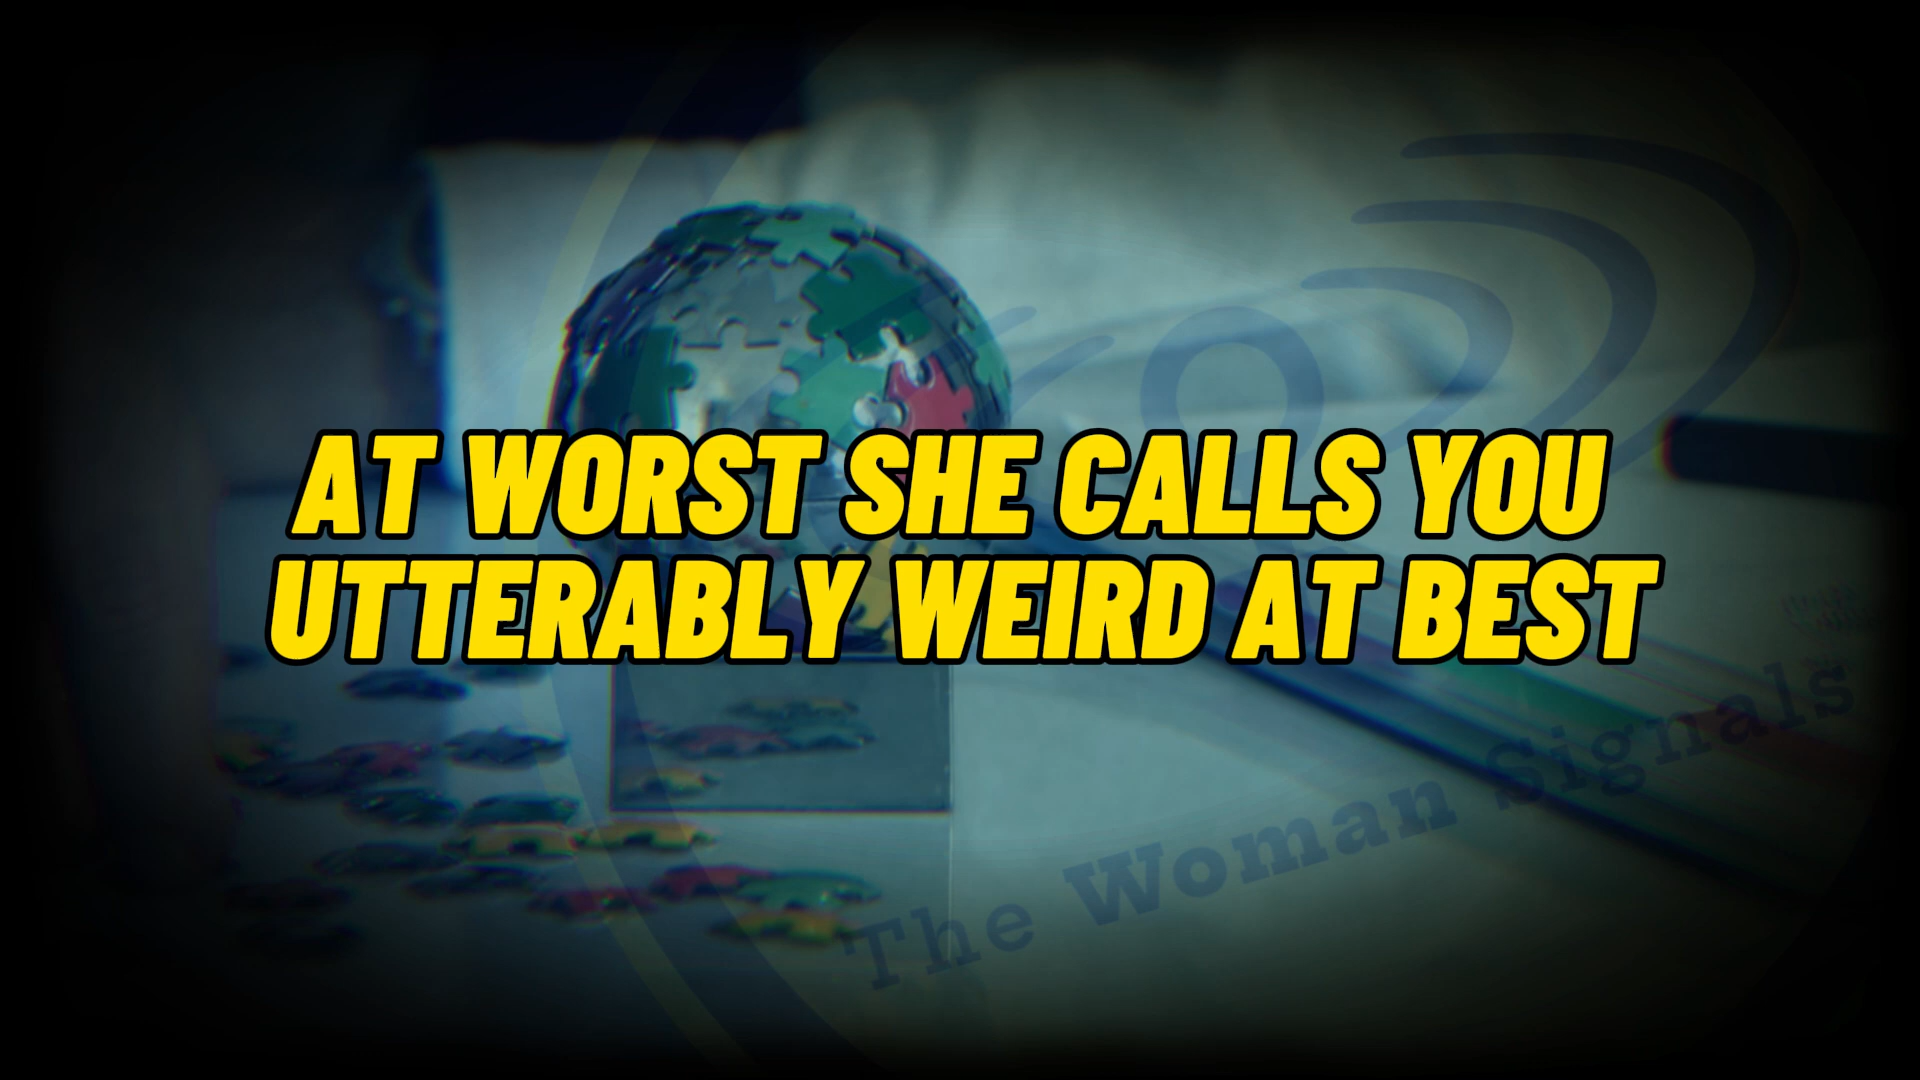 AT WORST SHE CALLS YOU
UTTERABLY WEIRD AT BEST
The Woman Signals